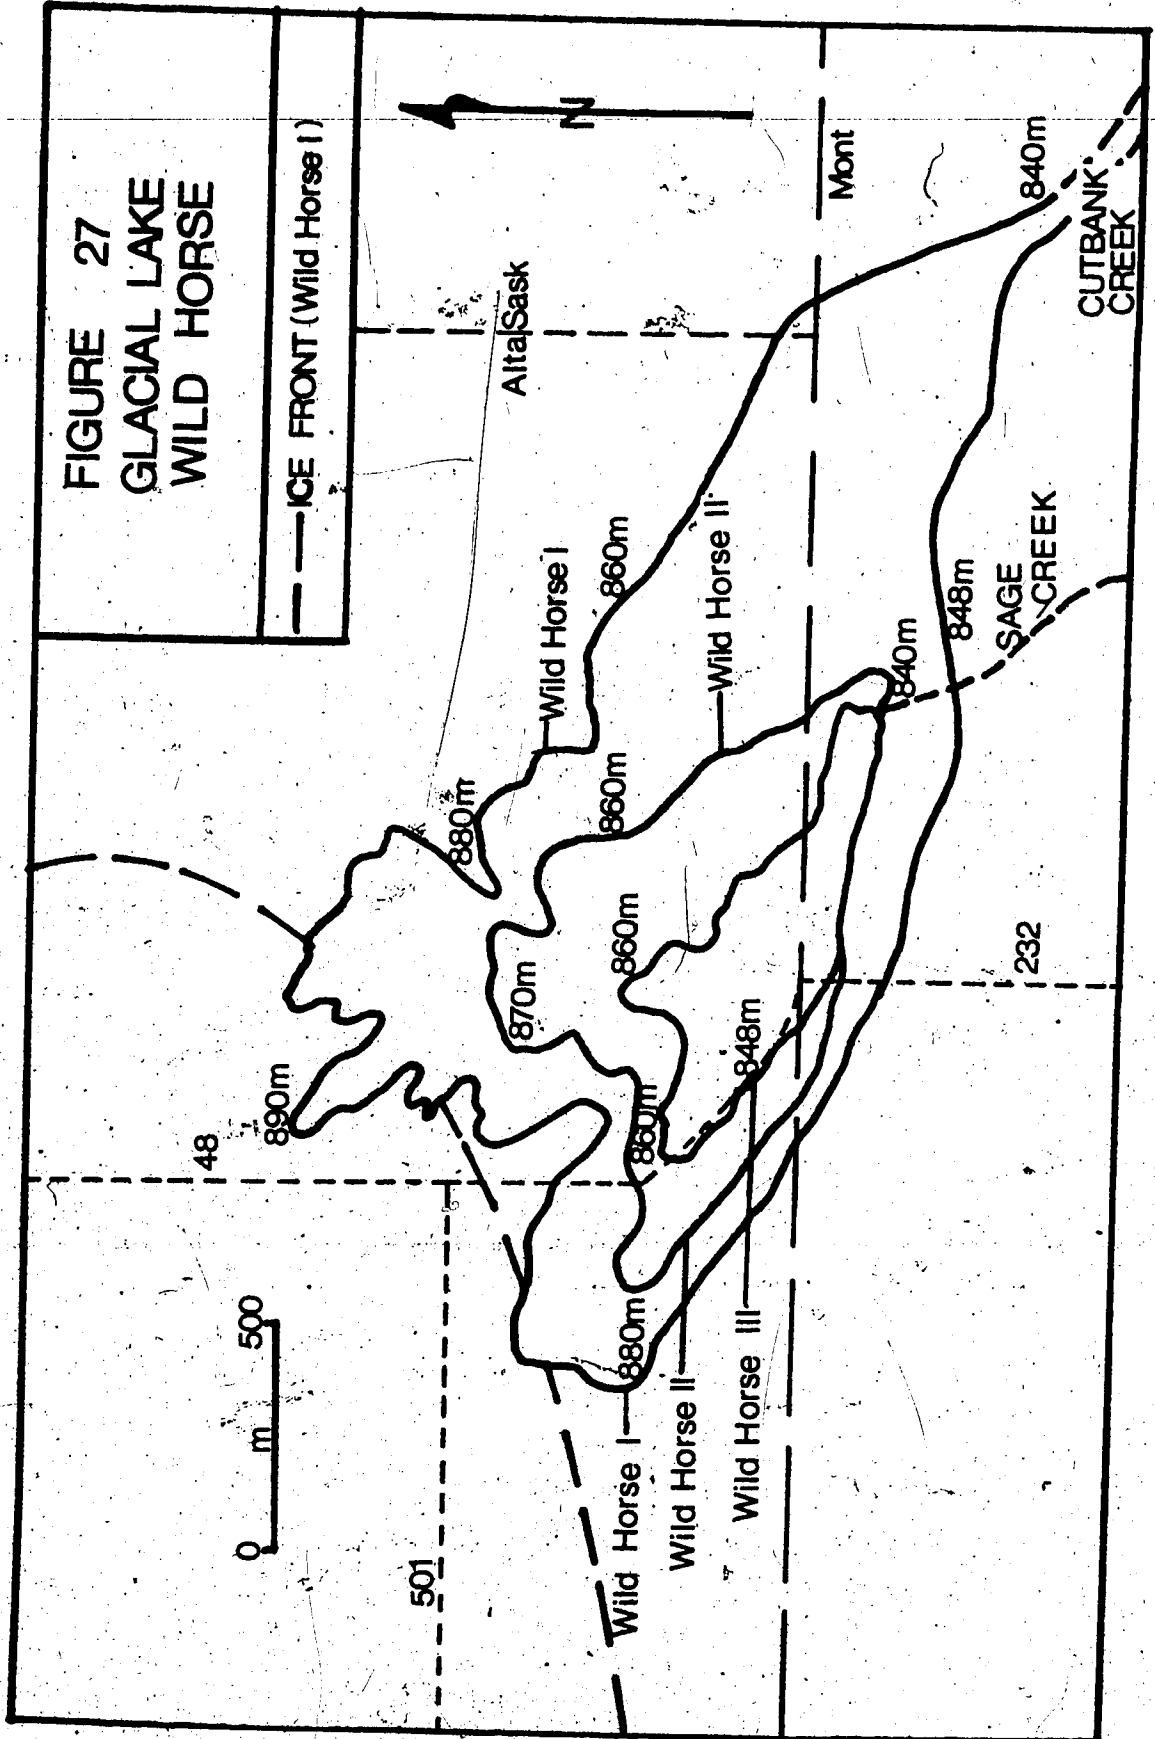 FIGURE 27
GLACIAL LAKE
WILD HORSE
ICE FRONT (Wild Horse I)
N
48
890m
0 500
m
501
Alta Sask
880m
Wild Horse I
870m
860m
860m
860m
860m
Wild Horse II
880m
848m
Wild Horse I
Wild Horse II
Wild Horse III
Mont
840m
840m
848m
232
SAGE
CREEK
CUTBANK
CREEK